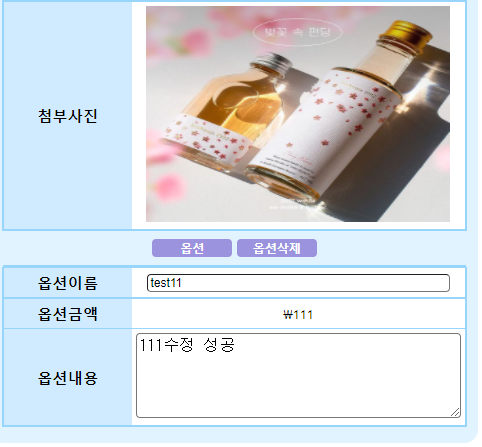 벚꽃 속 펀딩
첨부사진
옵션 옵션삭제
옵션이름 test11
옵션금액 ₩111
옵션내용 111수정 성공